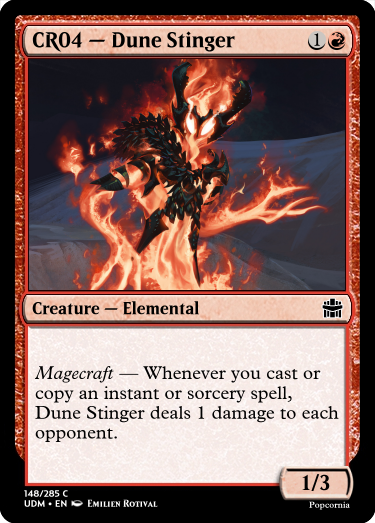 CR04 — Dune Stinger 1
Creature — Elemental
Magecraft — Whenever you cast or
copy an instant or sorcery spell,
Dune Stinger deals 1 damage to each
opponent.
1/3
148/285 C
UDM • EN Emilien Rotival
Popcornia